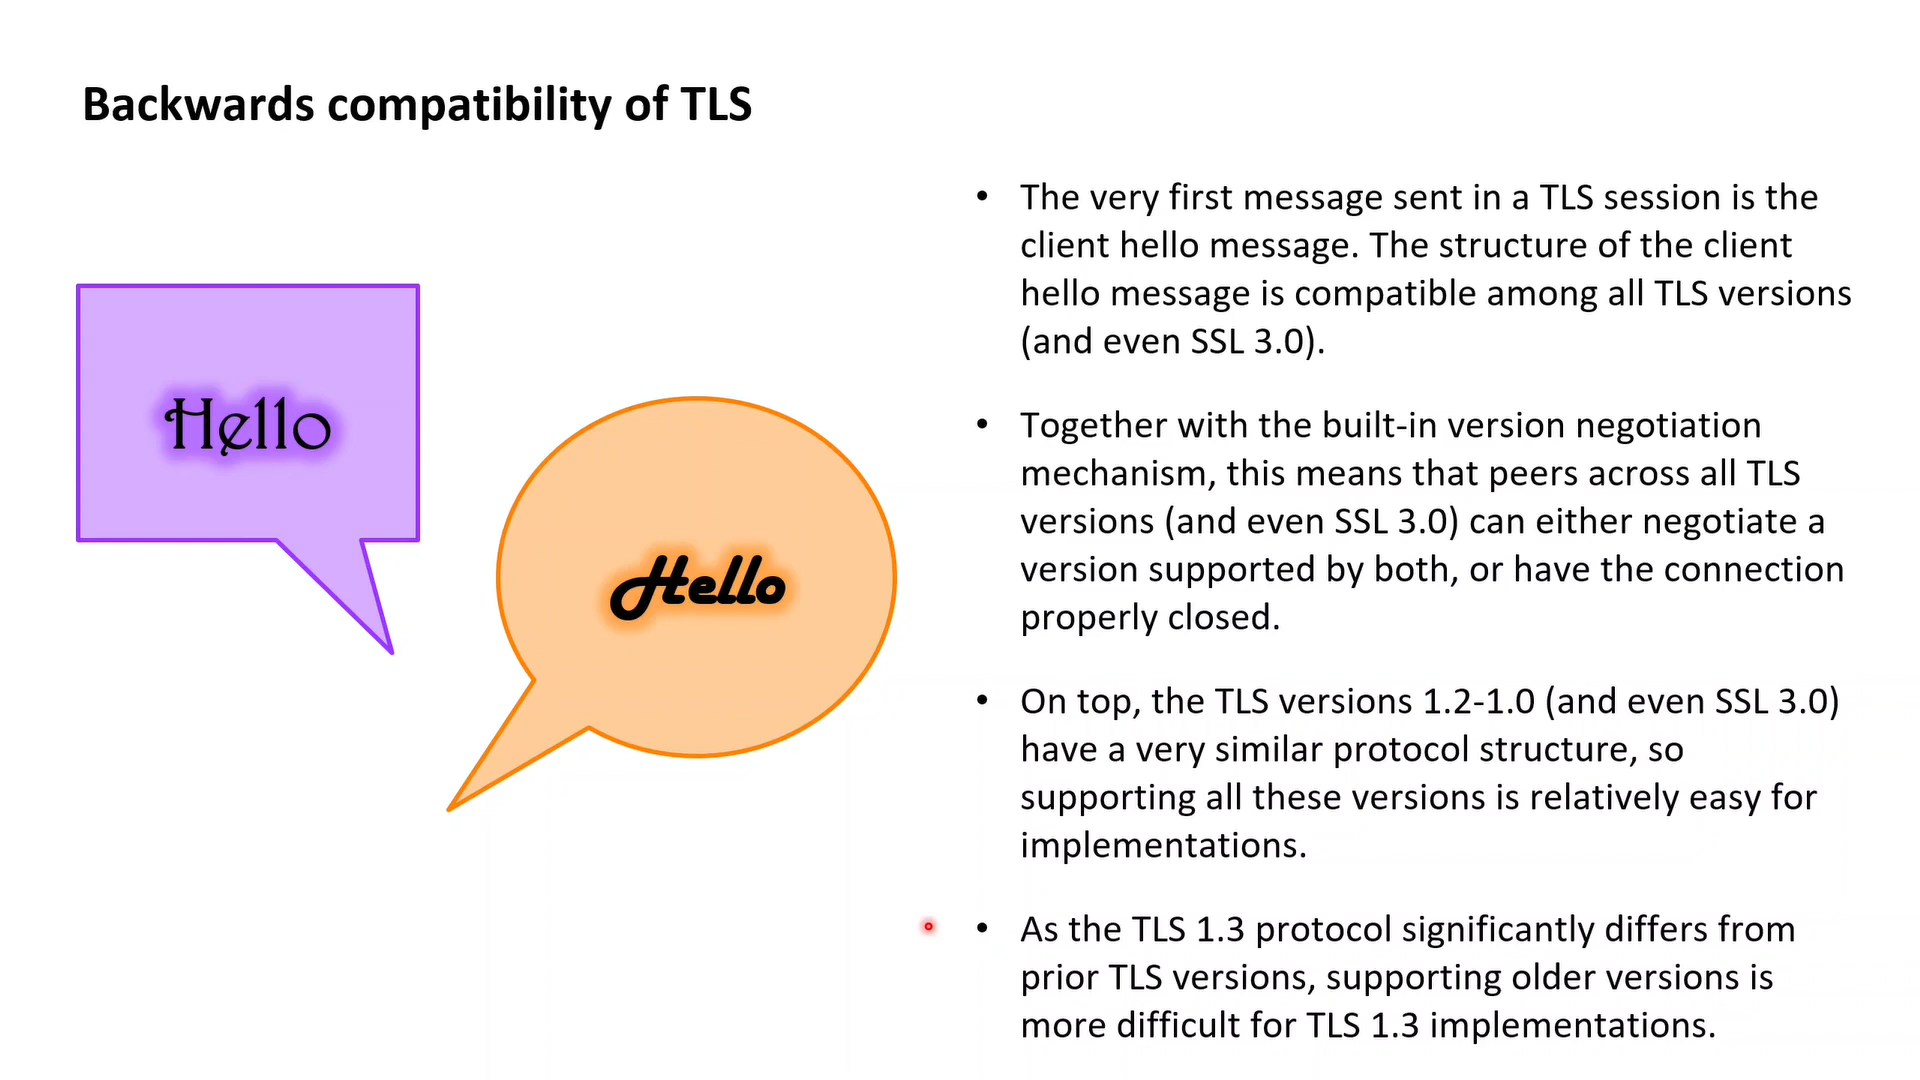 Backwards compatibility of TLS
Hello
Hello
• The very first message sent in a TLS session is the
client hello message. The structure of the client
hello message is compatible among all TLS versions
(and even SSL 3.0).
• Together with the built-in version negotiation
mechanism, this means that peers across all TLS
versions (and even SSL 3.0) can either negotiate a
version supported by both, or have the connection
properly closed.
• On top, the TLS versions 1.2-1.0 (and even SSL 3.0)
have a very similar protocol structure, so
supporting all these versions is relatively easy for
implementations.
• As the TLS 1.3 protocol significantly differs from
prior TLS versions, supporting older versions is
more difficult for TLS 1.3 implementations.